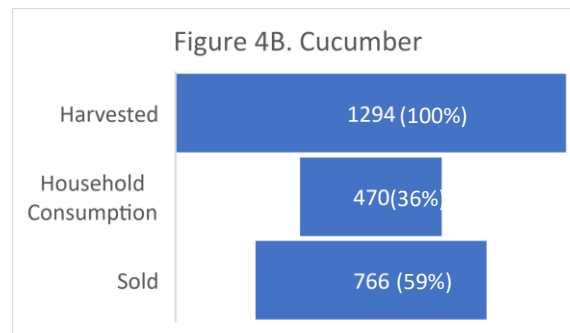 Figure 4B. Cucumber
Harvested
1294 (100%)
Household
Consumption
470(36%)
Sold
766 (59%)